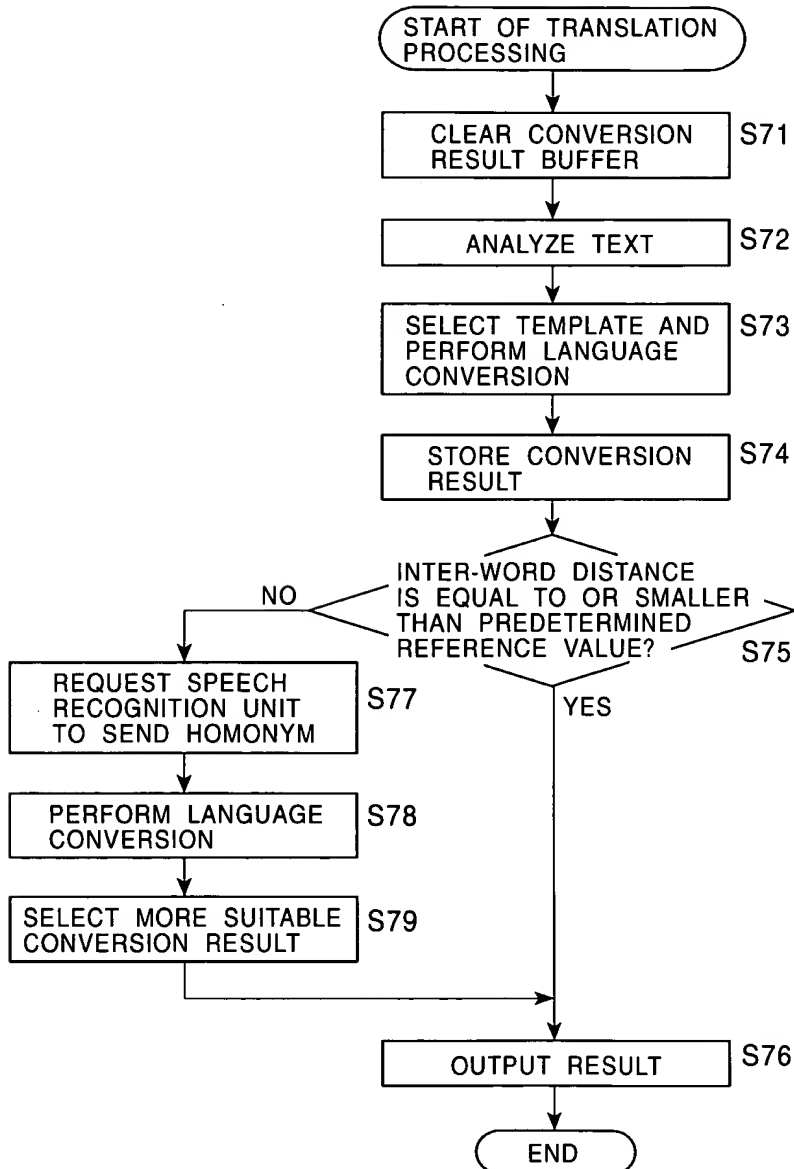 START OF TRANSLATION
PROCESSING
CLEAR CONVERSION
RESULT BUFFER
S71
ANALYZE TEXT
S72
SELECT TEMPLATE AND
PERFORM LANGUAGE
CONVERSION
S73
STORE CONVERSION
RESULT
S74
INTER-WORD DISTANCE
IS EQUAL TO OR SMALLER
THAN PREDETERMINED
REFERENCE VALUE?
S75
NO
YES
REQUEST SPEECH
RECOGNITION UNIT
TO SEND HOMONYM
S77
PERFORM LANGUAGE
CONVERSION
S78
SELECT MORE SUITABLE
CONVERSION RESULT
S79
OUTPUT RESULT
S76
END